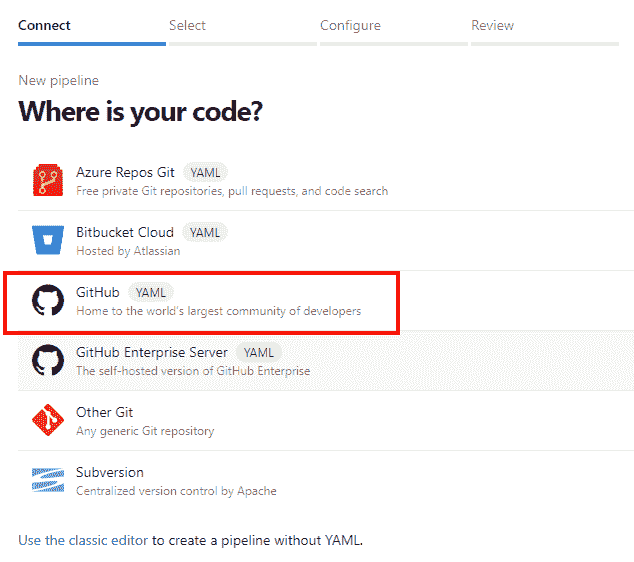 Connect Select Configure Review
New pipeline
Where is your code?
Azure Repos Git YAML
Free private Git repositories, pull requests, and code search
Bitbucket Cloud YAML
Hosted by Atlassian
GitHub YAML
Home to the world's largest community of developers
GitHub Enterprise Server YAML
The self-hosted version of GitHub Enterprise
Other Git
Any generic Git repository
Subversion
Centralized version control by Apache
Use the classic editor to create a pipeline without YAML.